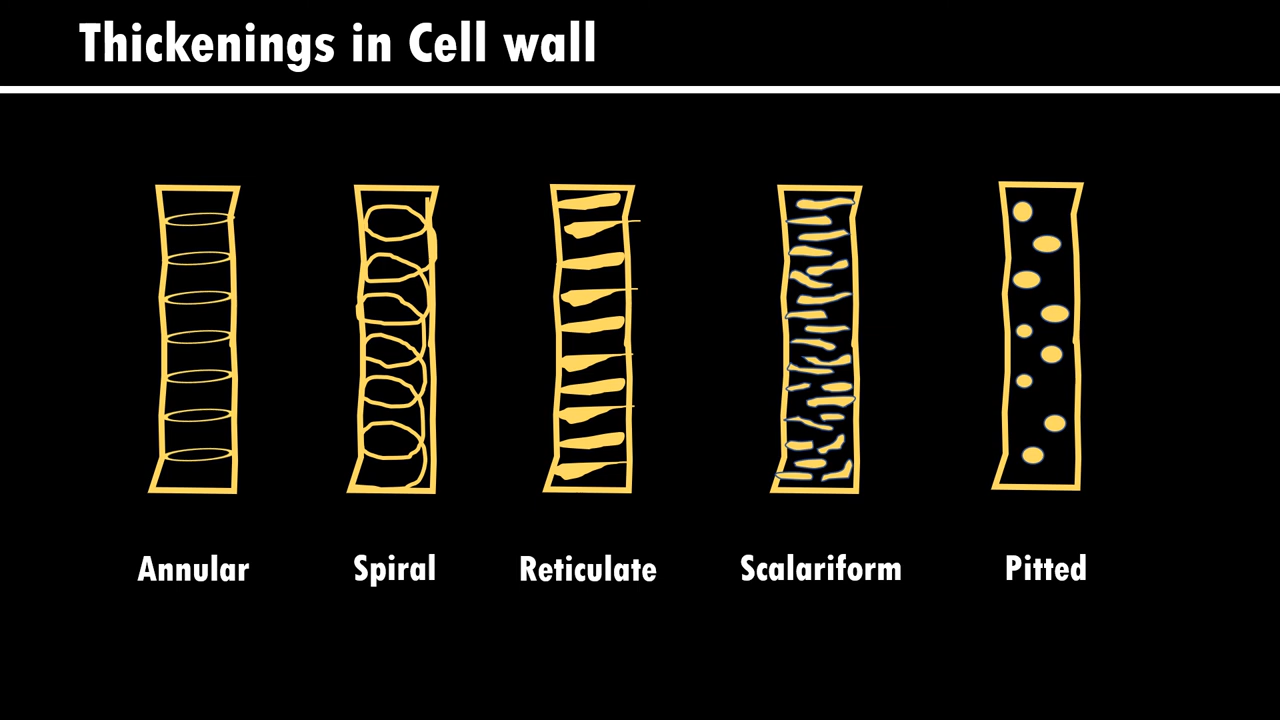 Thickenings in Cell wall
Annular Spiral Reticulate Scalariform Pitted